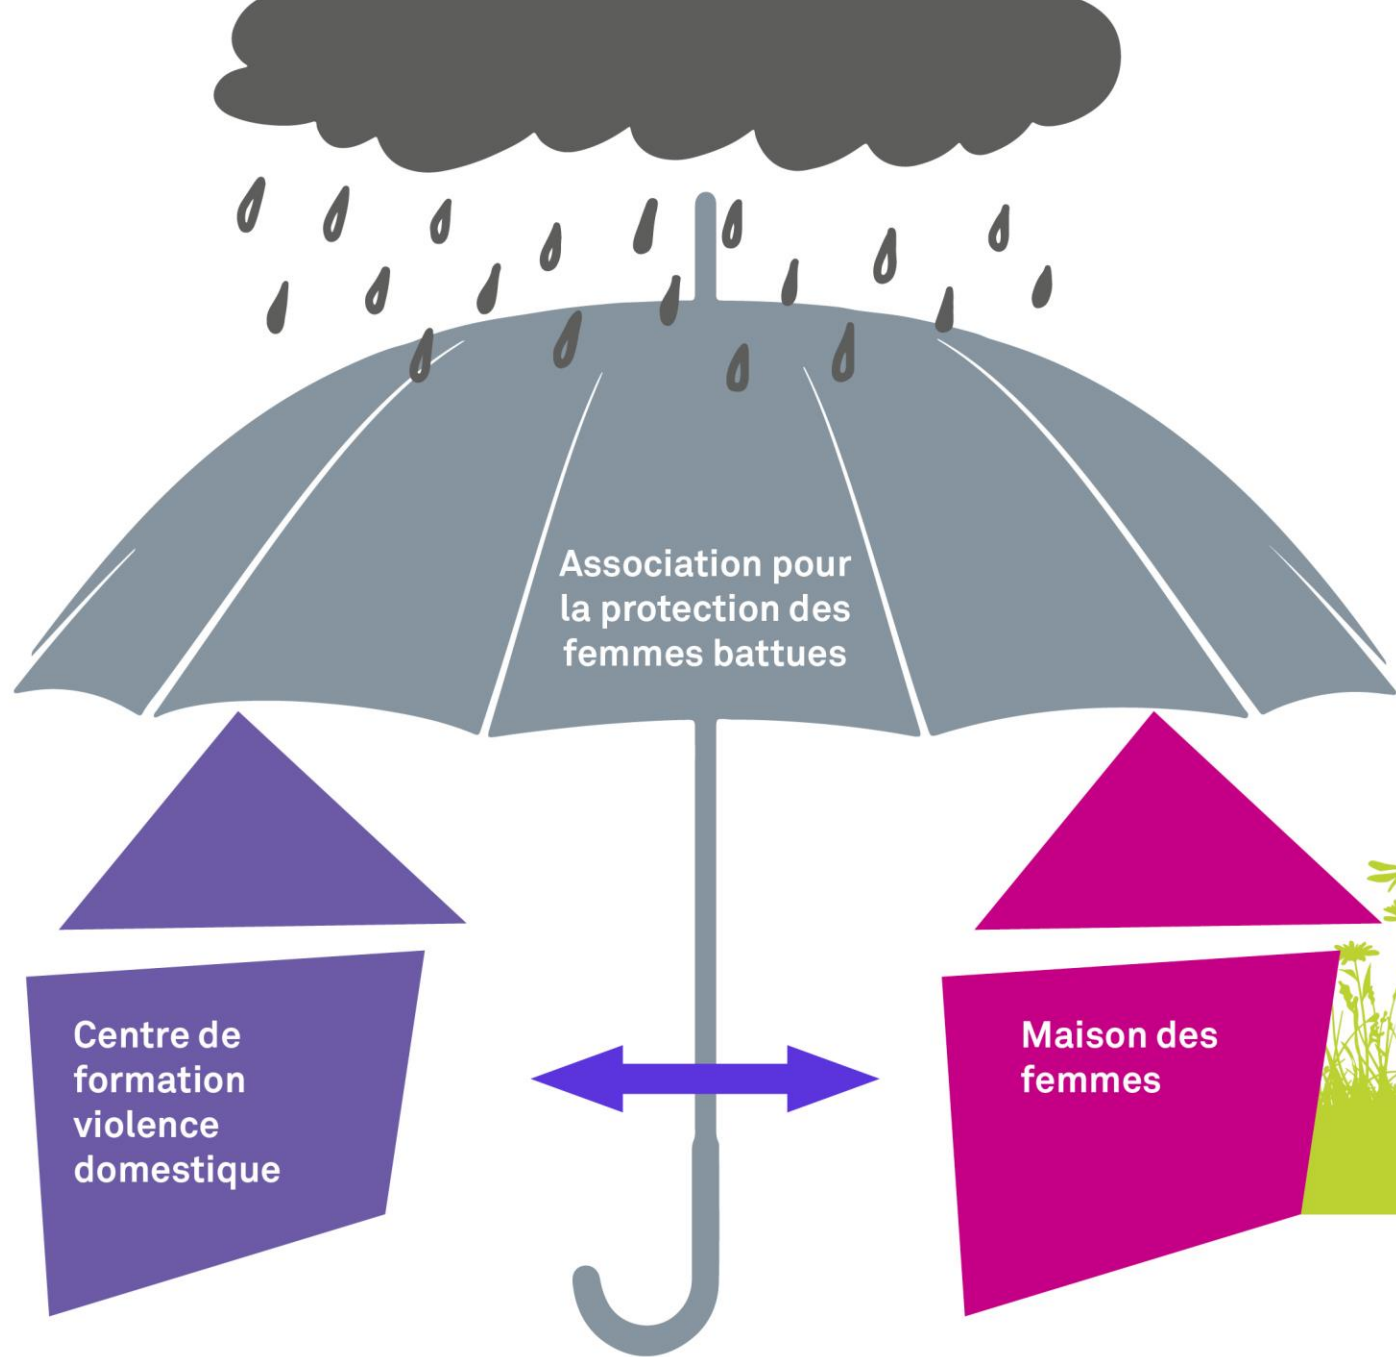 Association pour
la protection des
femmes battues
Centre de
formation
violence
domestique
Maison des
femmes